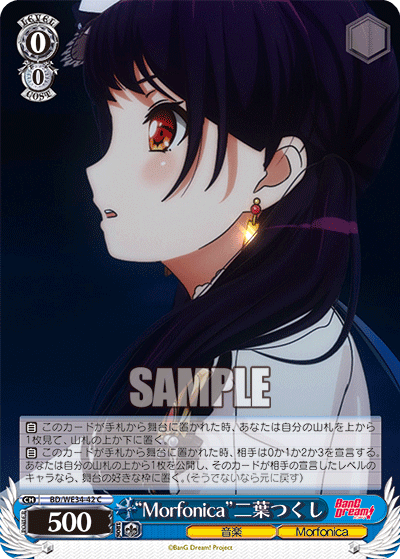 LEVEL
0
0
COST
SAMPLE
自 このカードが手札から舞台に置かれた時、あなたは自分の山札を上から
1枚見て、山札の上か下に置く。
自 このカードが手札から舞台に置かれた時、相手は0か1か2か3を宣言する。
あなたは自分の山札の上から1枚を公開し、そのカードが相手の宣言したレベルの
キャラなら、舞台の好きな枠に置く。(そうでないなら元に戻す)
CH BD/WE34-42 C
500
“Morfonica”二葉つくし
BanG Dream!
音楽
Morfonica
©BanG Dream! Project